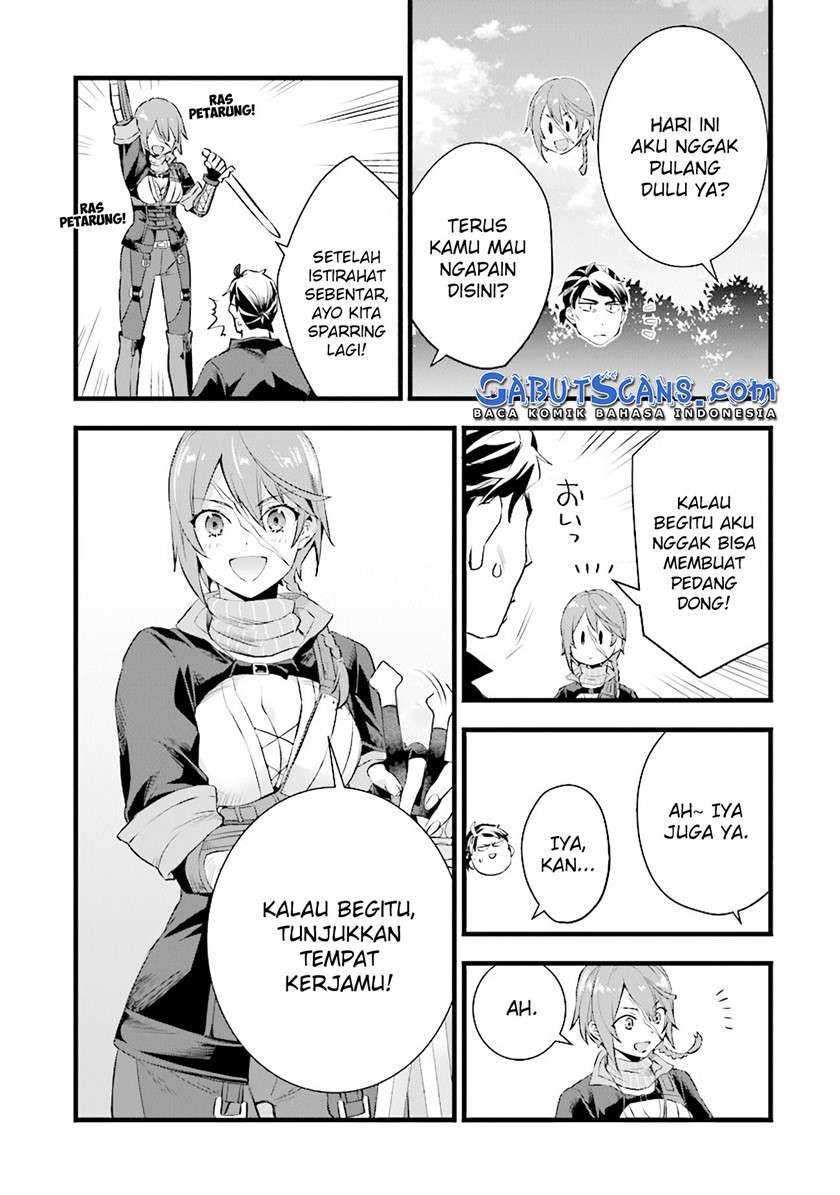 HARI INI
AKU NGGAK
PULANG
DULU YA?
TERUS
KAMU MAU
NGAPAIN
DISINI?
RAS
PETARUNG!
RAS
PETARUNG!
SETELAH
ISTIRAHAT
SEBENTAR,
AYO KITA
SPARRING
LAGI!
GABUTSCANS.COM
BACA KOMIK BAHASA INDONESIA
KALAU
BEGITU AKU
NGGAK BISA
MEMBUAT
PEDANG
DONG!
おいっ
AH~ IYA
JUGA YA.
IYA,
KAN...
AH.
KALAU BEGITU,
TUNJUKKAN
TEMPAT
KERJAMU!